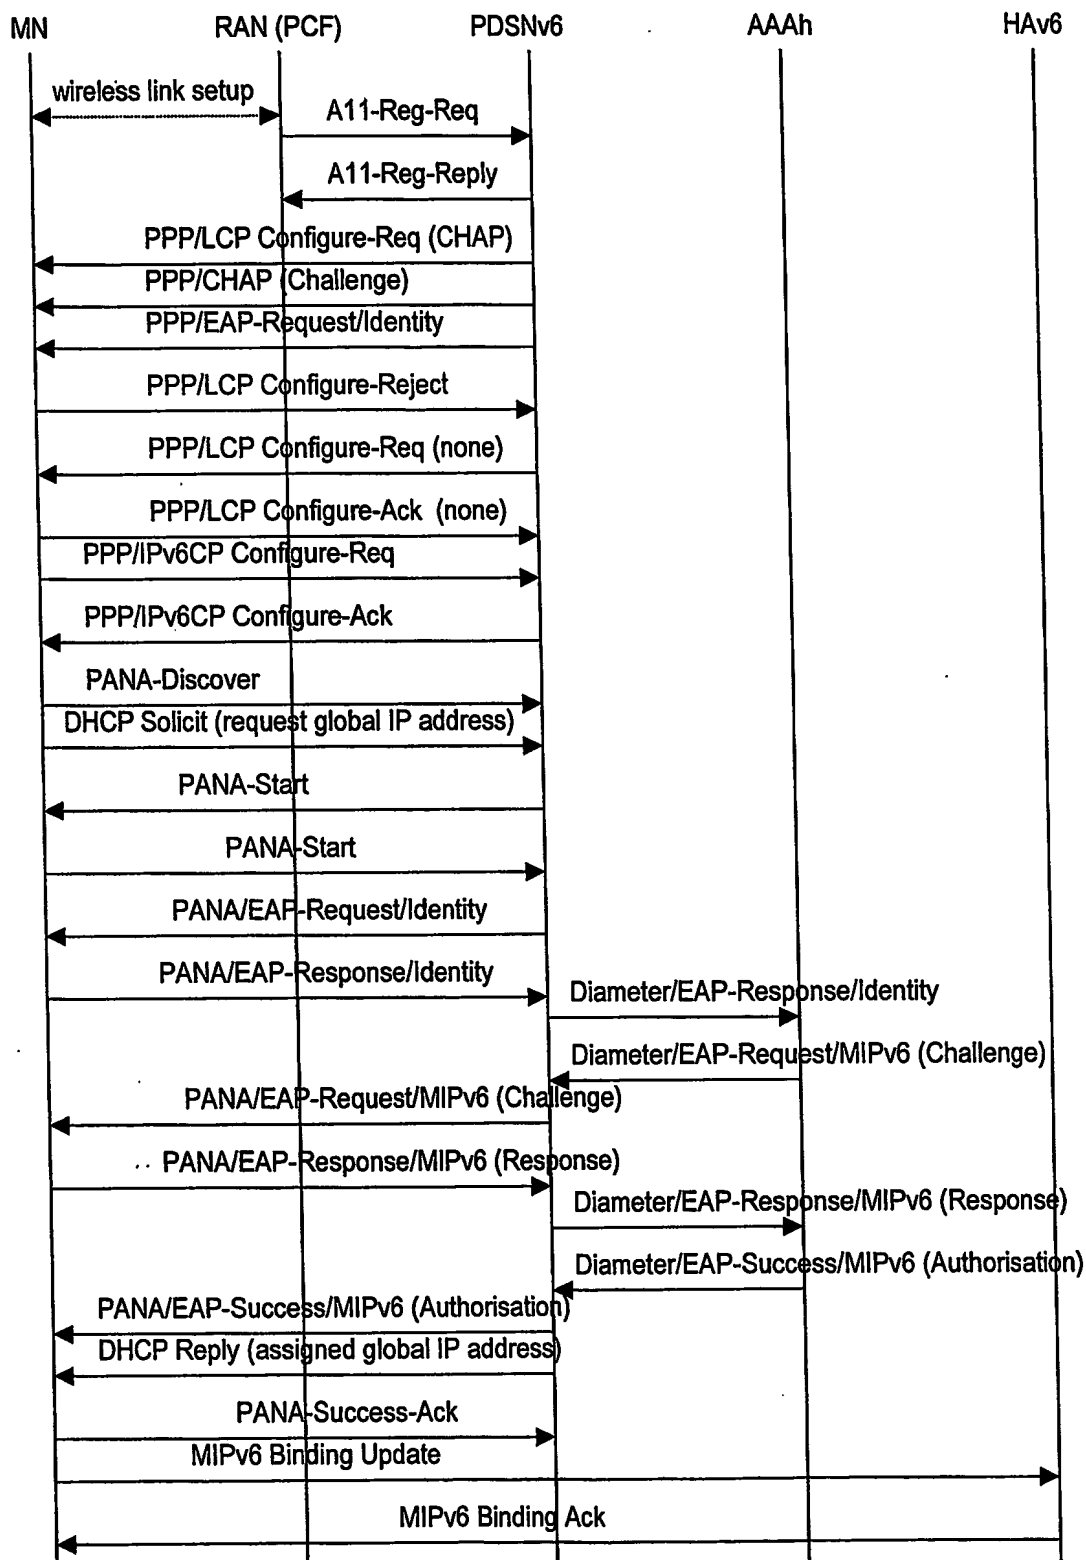 MN RAN (PCF) PDSNv6 AAAh HAv6
wireless link setup
A11-Reg-Req
A11-Reg-Reply
PPP/LCP Configure-Req (CHAP)
PPP/CHAP (Challenge)
PPP/EAP-Request/Identity
PPP/LCP Configure-Reject
PPP/LCP Configure-Req (none)
PPP/LCP Configure-Ack (none)
PPP/IPv6CP Configure-Req
PPP/IPv6CP Configure-Ack
PANA-Discover
DHCP Solicit (request global IP address)
PANA-Start
PANA-Start
PANA/EAP-Request/Identity
PANA/EAP-Response/Identity
Diameter/EAP-Response/Identity
Diameter/EAP-Request/MIPv6 (Challenge)
PANA/EAP-Request/MIPv6 (Challenge)
PANA/EAP-Response/MIPv6 (Response)
Diameter/EAP-Response/MIPv6 (Response)
Diameter/EAP-Success/MIPv6 (Authorisation)
PANA/EAP-Success/MIPv6 (Authorisation)
DHCP Reply (assigned global IP address)
PANA-Success-Ack
MIPv6 Binding Update
MIPv6 Binding Ack